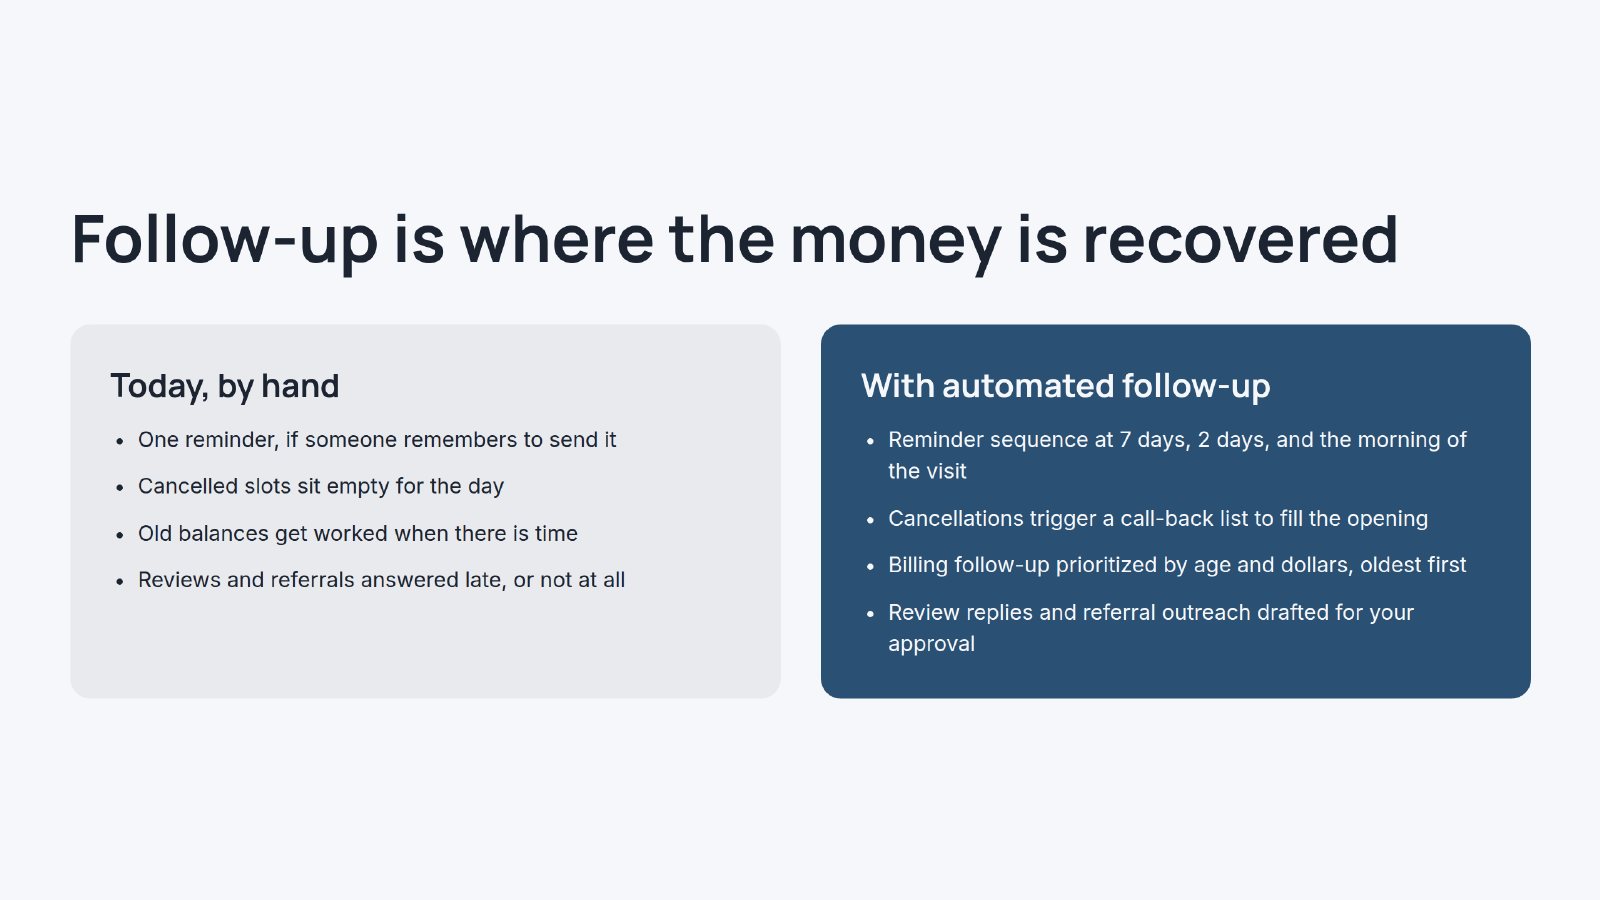 Follow-up is where the money is recovered
Today, by hand
• One reminder, if someone remembers to send it
• Cancelled slots sit empty for the day
• Old balances get worked when there is time
• Reviews and referrals answered late, or not at all
With automated follow-up
• Reminder sequence at 7 days, 2 days, and the morning of
the visit
• Cancellations trigger a call-back list to fill the opening
• Billing follow-up prioritized by age and dollars, oldest first
• Review replies and referral outreach drafted for your
approval